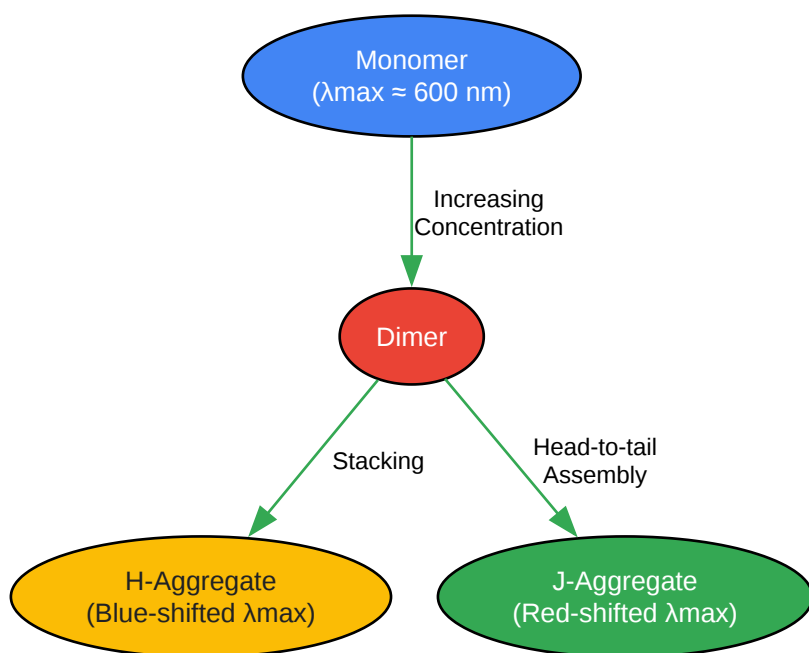 Monomer
(λmax ≈ 600 nm)
Increasing
Concentration
Dimer
Stacking
Head-to-tail
Assembly
H-Aggregate
(Blue-shifted λmax)
J-Aggregate
(Red-shifted λmax)